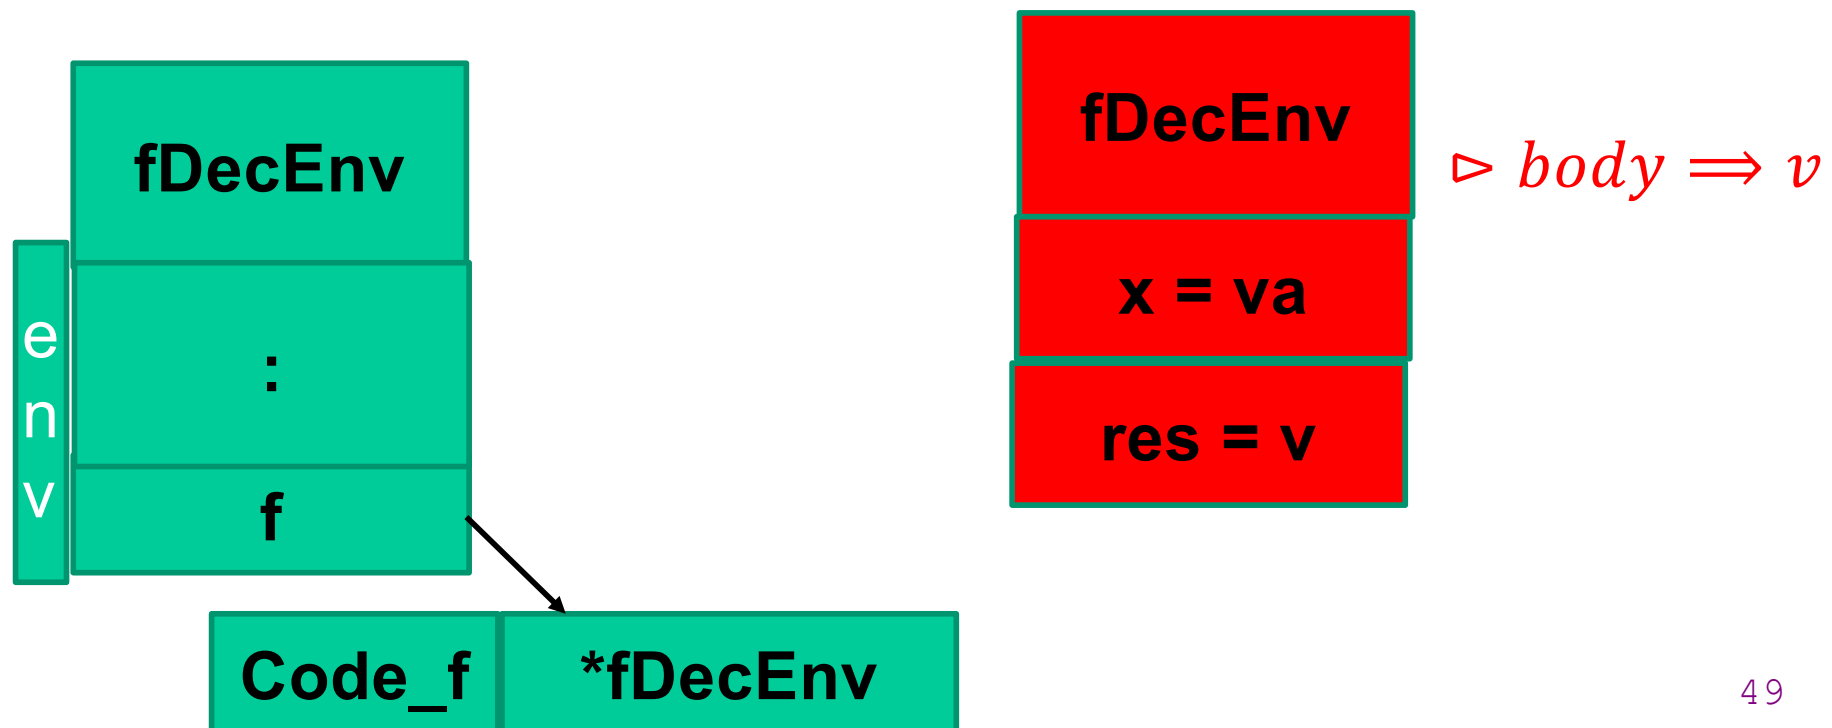 fDecEnv
:
f
e
n
v
Code_f
*fDecEnv
fDecEnv
x = va
res = v
⊳ body ⟹ v
49